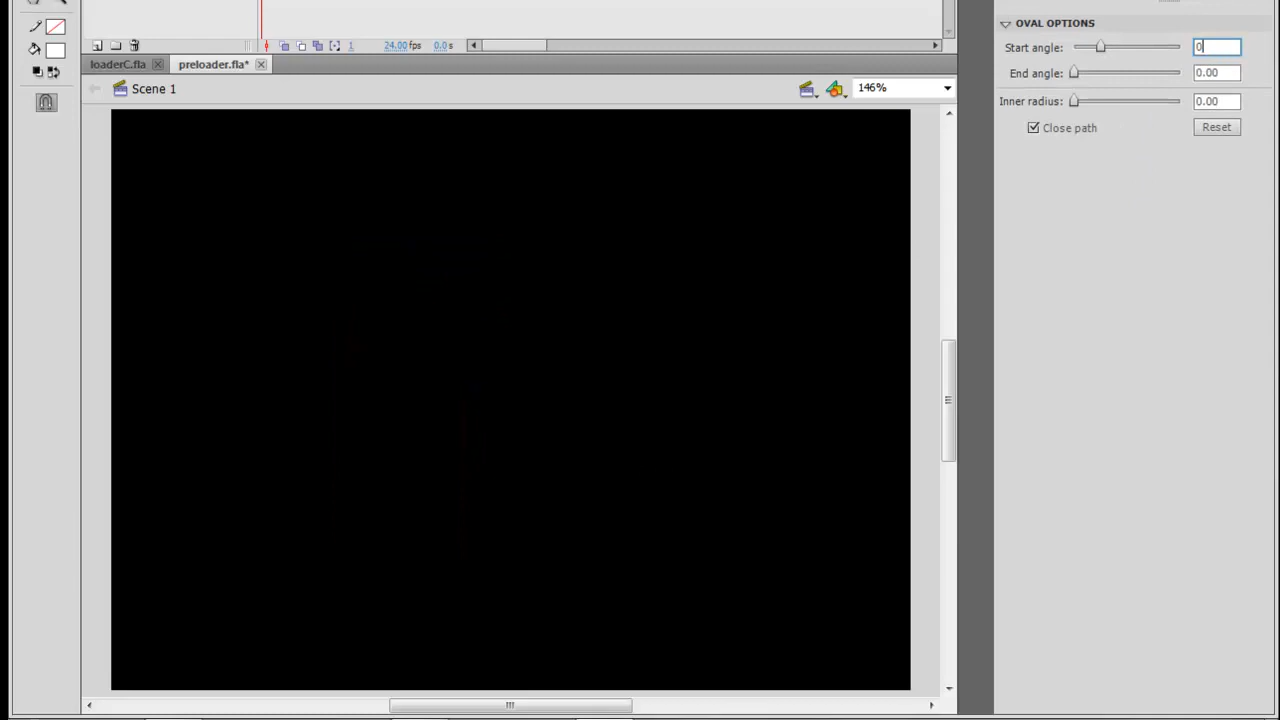 OVAL OPTIONS
Start angle: 0
End angle: 0.00
Inner radius: 0.00
Close path Reset
1 24.00 fps 0.0 s
loaderC.fla preloader.fla*
Scene 1 146%